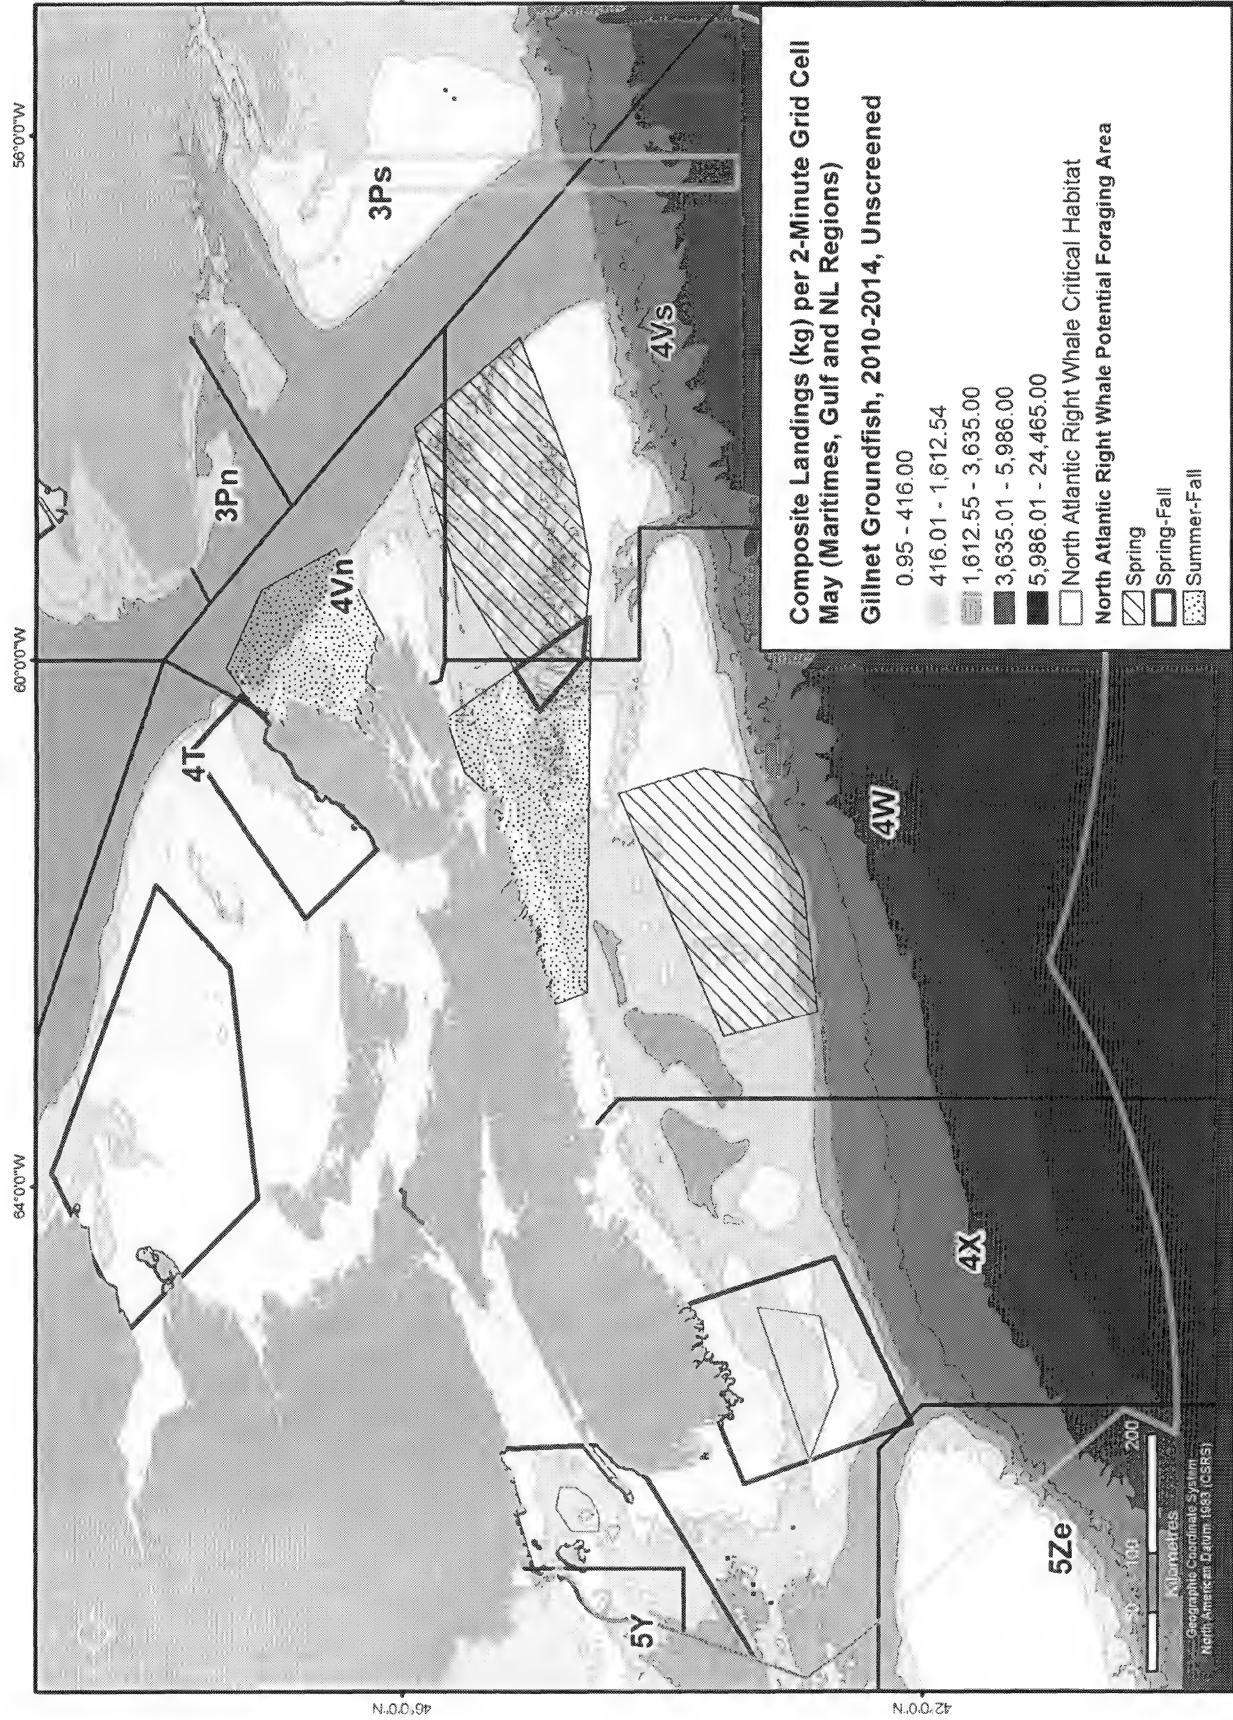 56°0'0"W
60°0'0"W
64°0'0"W
46°0'0"N
42°0'0"N
3Ps
3Pn
4Vn
4Vs
4T
4W
4X
5Y
5Ze
Composite Landings (kg) per 2-Minute Grid Cell
May (Maritimes, Gulf and NL Regions)
Gillnet Groundfish, 2010-2014, Unscreened
0.95 - 416.00
416.01 - 1,612.54
1,612.55 - 3,635.00
3,635.01 - 5,986.00
5,986.01 - 24,465.00
North Atlantic Right Whale Critical Habitat
North Atlantic Right Whale Potential Foraging Area
Spring
Spring-Fall
Summer-Fall
50 100 200
Kilometres
Geographic Coordinate System
North American Datum 1983 (CSRS)